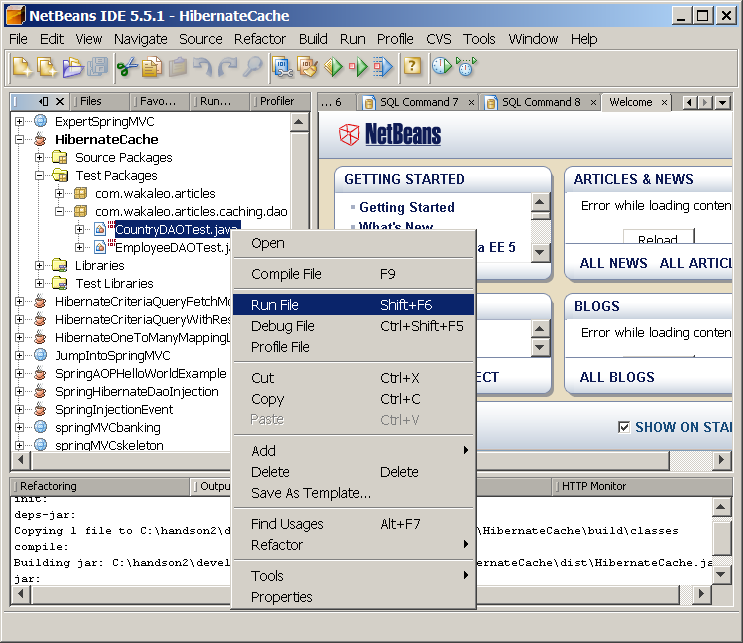 NetBeans IDE 5.5.1 - HibernateCache
File Edit View Navigate Source Refactor Build Run Profile CVS Tools Window Help
Files Favo... Run... Profiler
... 6 SQL Command 7 SQL Command 8 Welcome
ExpertSpringMVC
HibernateCache
Source Packages
Test Packages
com.wakaleo.articles
com.wakaleo.articles.caching.dao
CountryDAOTest.java
EmployeeDAOTest.ja
Libraries
Test Libraries
HibernateCriteriaQueryFetchMo
HibernateCriteriaQueryWithRes
HibernateOneToManyMappingL
JumpIntoSpringMVC
SpringAOPHelloWorldExample
SpringHibernateDaoInjection
SpringInjectionEvent
springMVCbanking
springMVCskeleton
NetBeans
GETTING STARTED
Getting Started
What's New
a EE 5
ECT
ARTICLES & NEWS
Error while loading conten
Reload
ALL NEWS ALL ARTICL
BLOGS
Error while loading conten
ALL BLOGS
SHOW ON STAR
Open
Compile File F9
Run File Shift+F6
Debug File Ctrl+Shift+F5
Profile File
Cut Ctrl+X
Copy Ctrl+C
Paste Ctrl+V
Add
Delete Delete
Save As Template...
Find Usages Alt+F7
Refactor
Tools
Properties
Refactoring Outpu HTTP Monitor
init:
deps-jar:
Copying 1 file to C:\handson2\d \HibernateCache\build\classes
compile:
Building jar: C:\handson2\devel ernateCache\dist\HibernateCache.ja
jar: